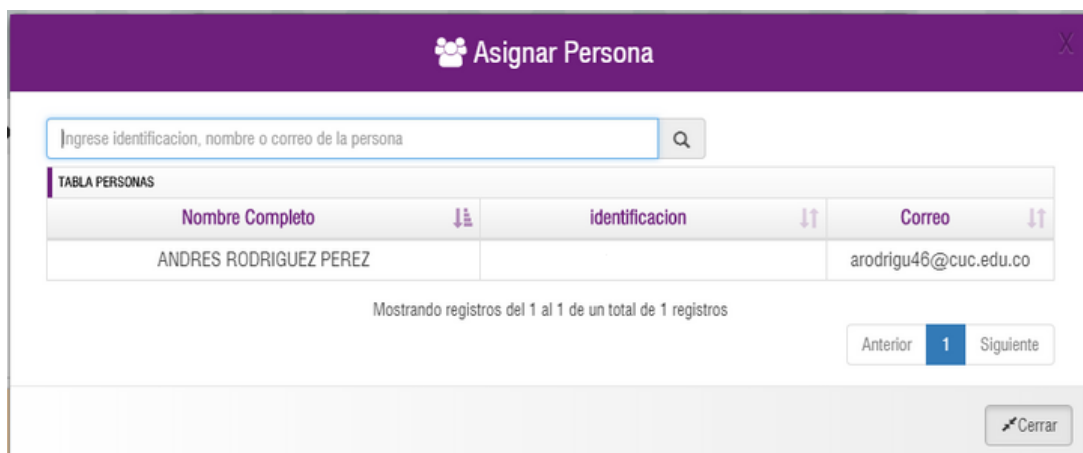 Asignar Persona
X
Ingrese identificacion, nombre o correo de la persona
TABLA PERSONAS
Nombre Completo identificacion Correo
ANDRES RODRIGUEZ PEREZ arodrigu46@cuc.edu.co
Mostrando registros del 1 al 1 de un total de 1 registros
Anterior 1 Siguiente
Cerrar